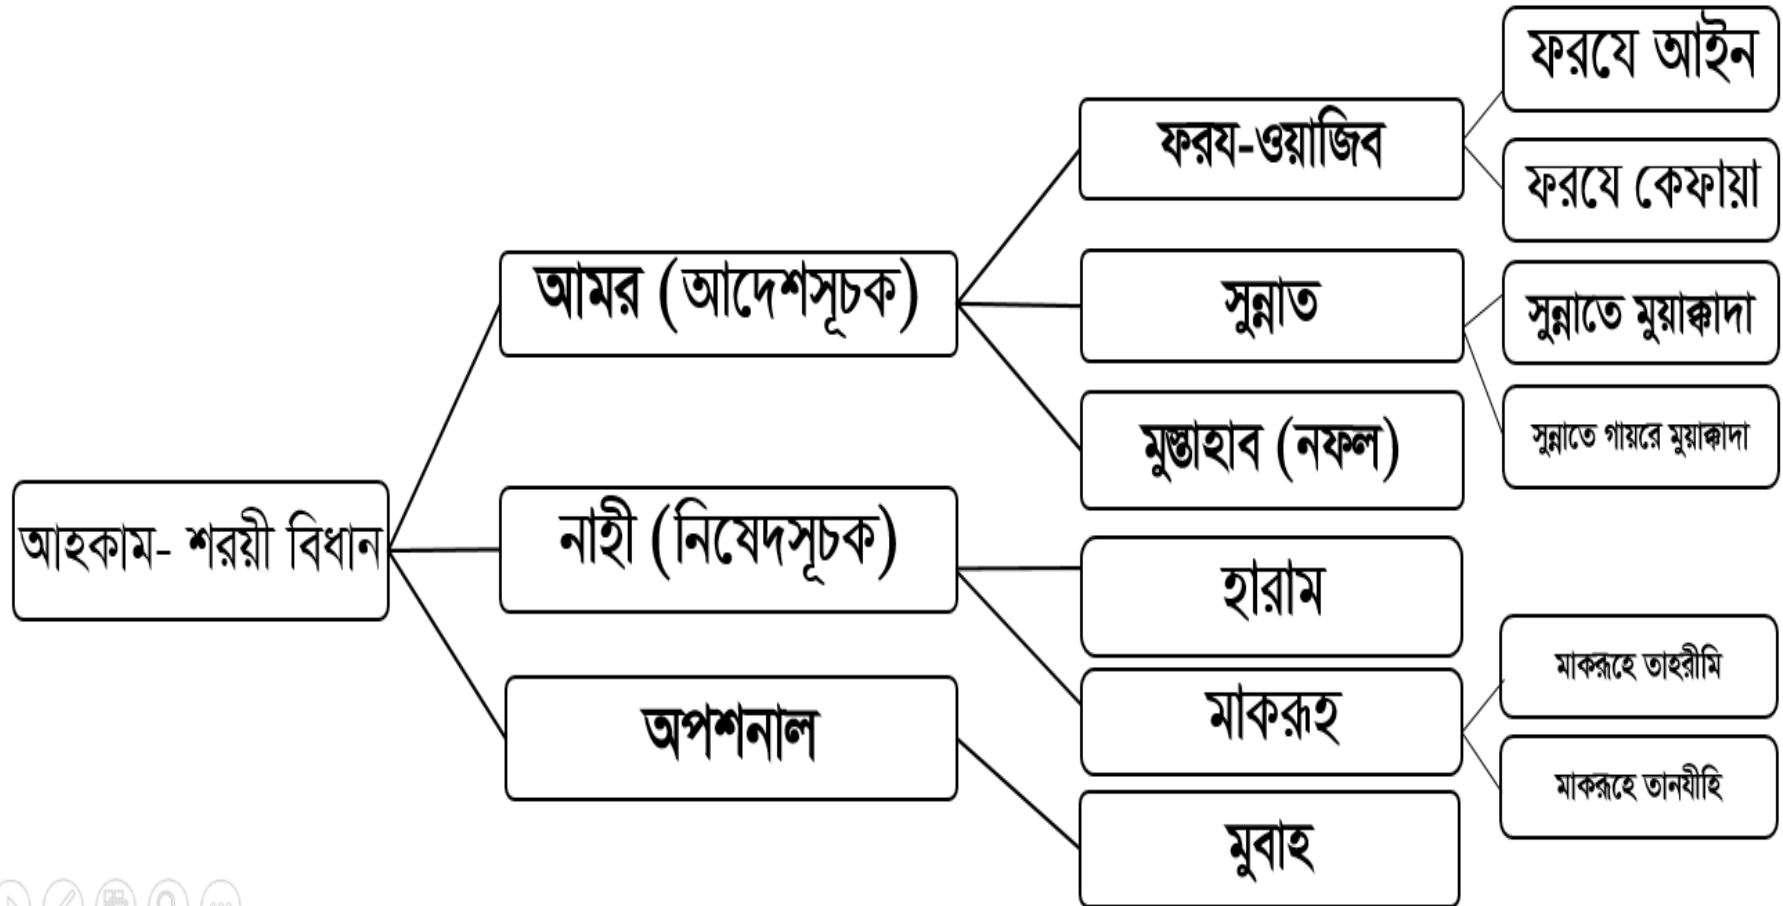 আহকাম- শরয়ী বিধান
আমর (আদেশসূচক)
নাহী (নিষেদসূচক)
অপশনাল
ফরয-ওয়াজিব
সুন্নাত
মুস্তাহাব (নফল)
হারাম
মাকরূহ
মুবাহ
ফরযে আইন
ফরযে কেফায়া
সুন্নাতে মুয়াক্কাদা
সুন্নাতে গায়রে মুয়াক্কাদা
মাকরূহে তাহরীমি
মাকরূহে তানযীহি